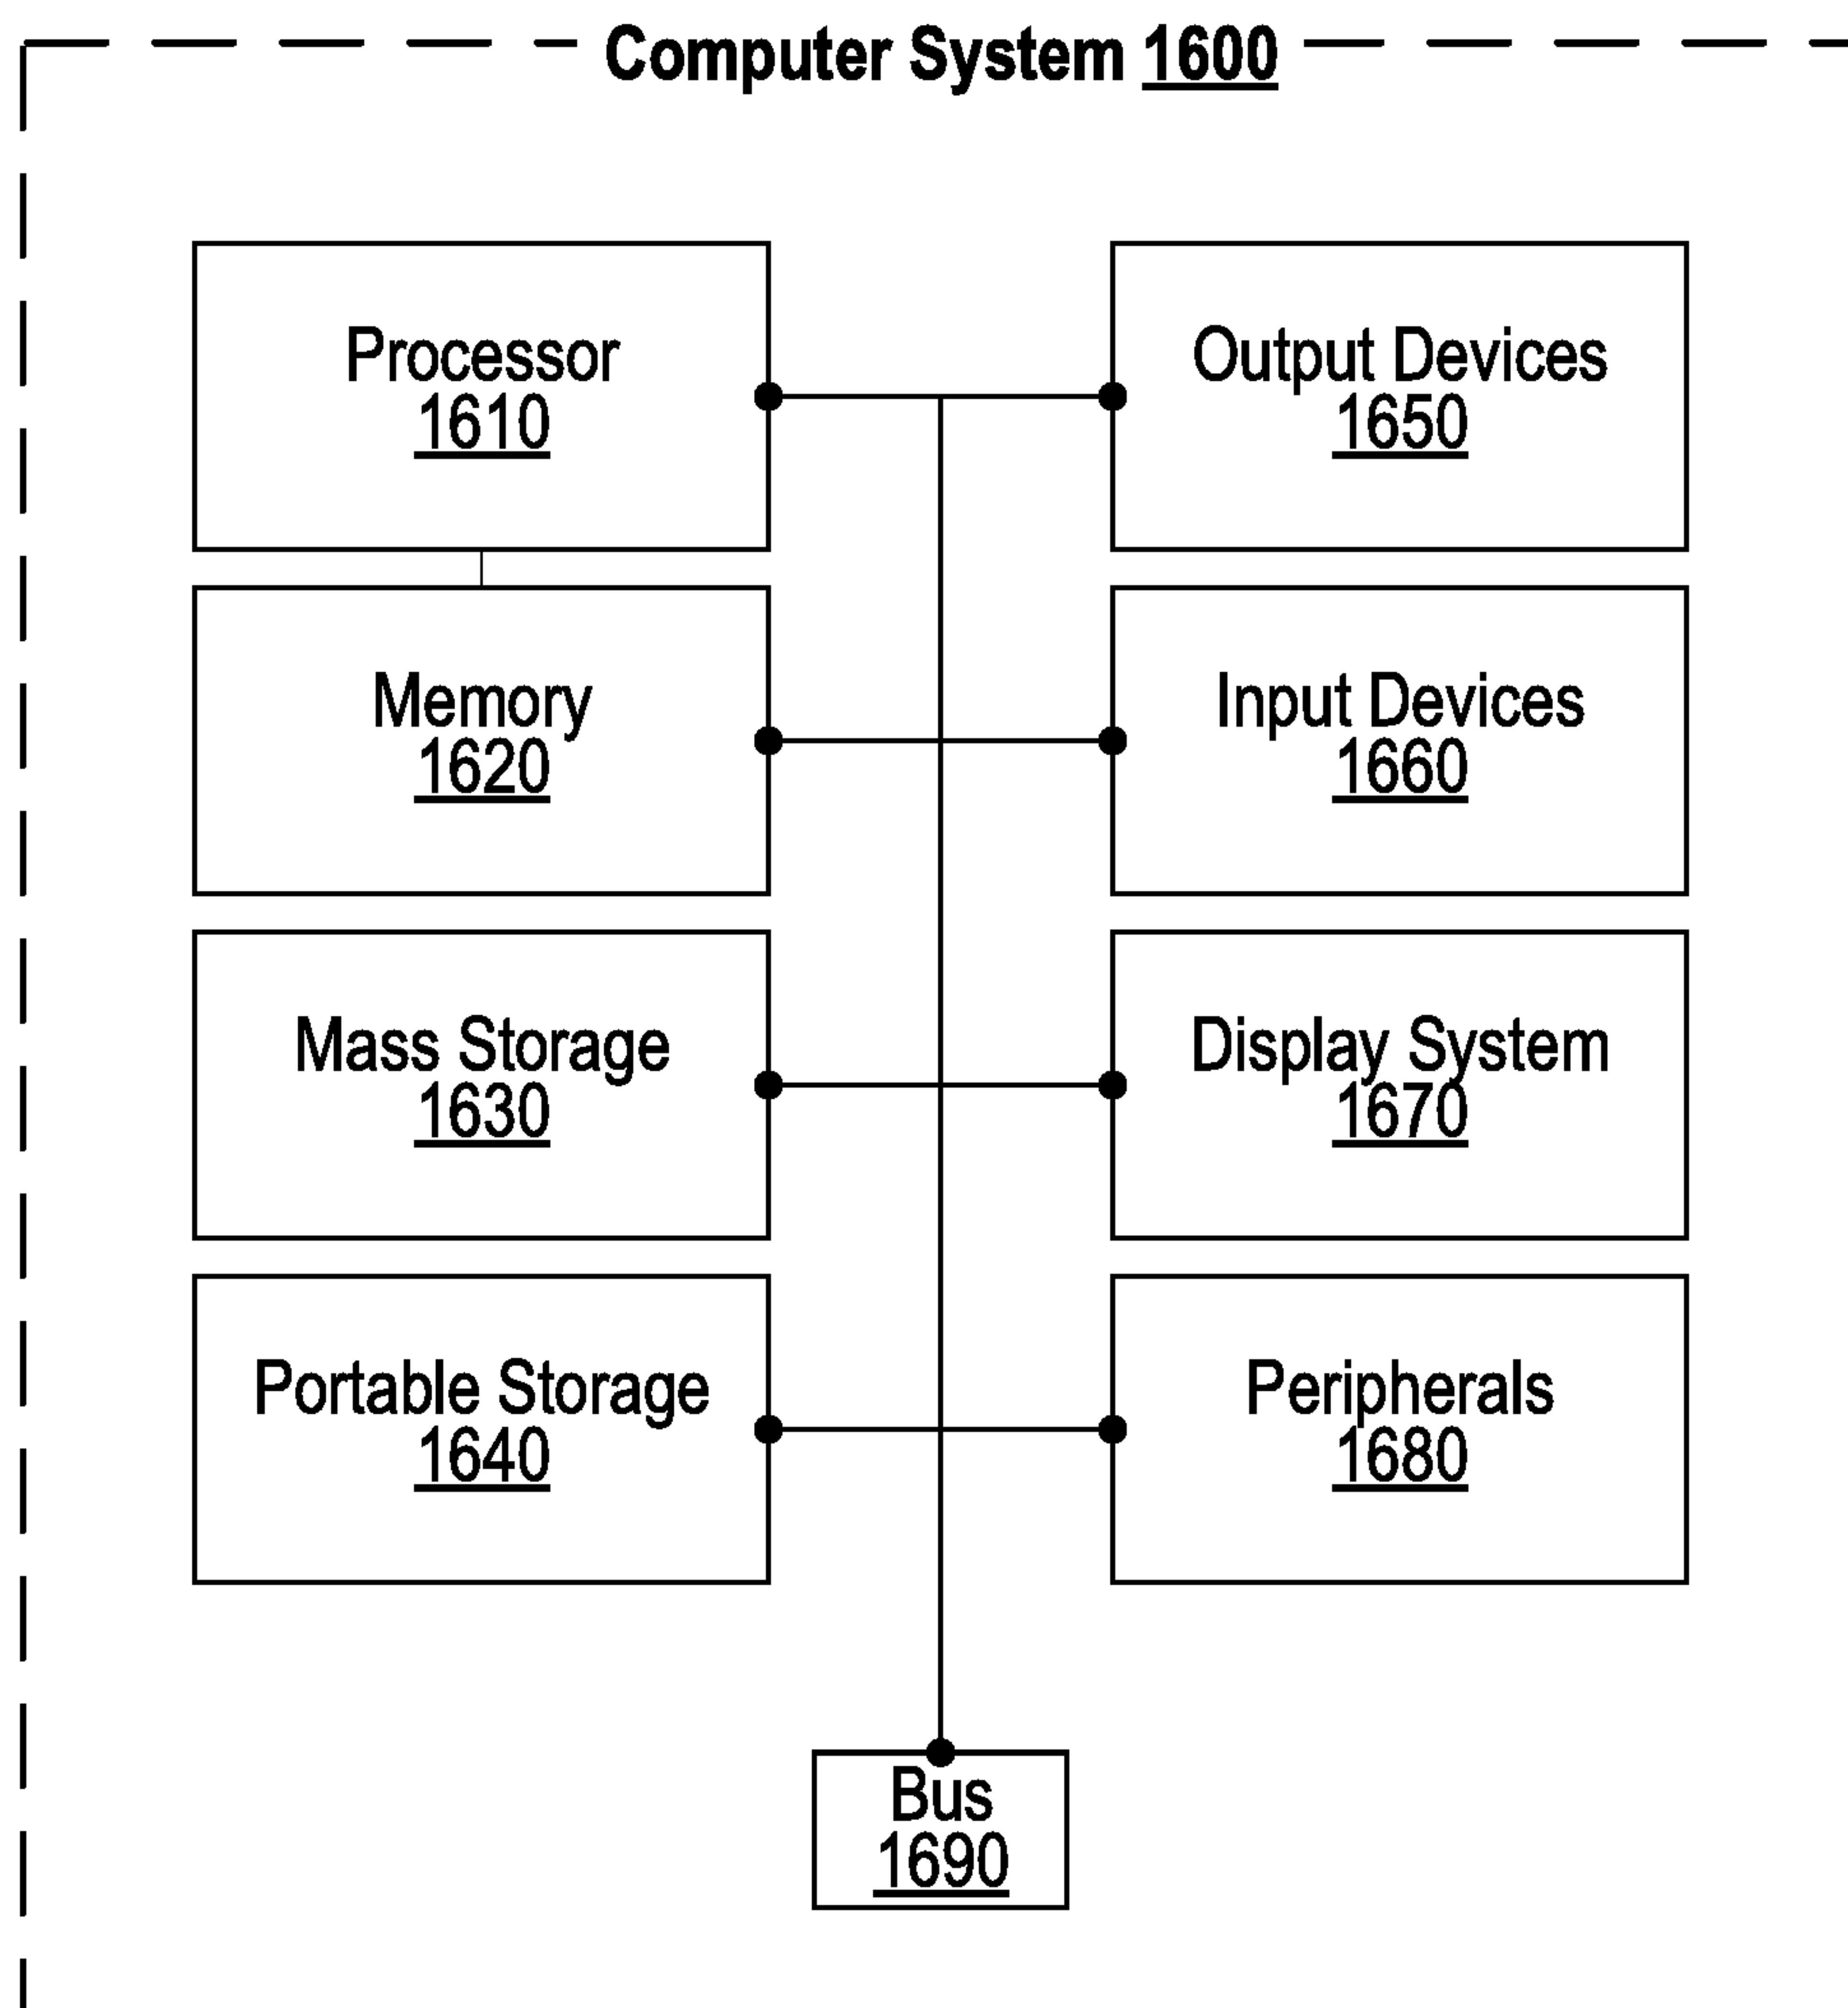 Computer System 1600
Processor
1610
Output Devices
1650
Memory
1620
Input Devices
1660
Mass Storage
1630
Display System
1670
Portable Storage
1640
Peripherals
1680
Bus
1690